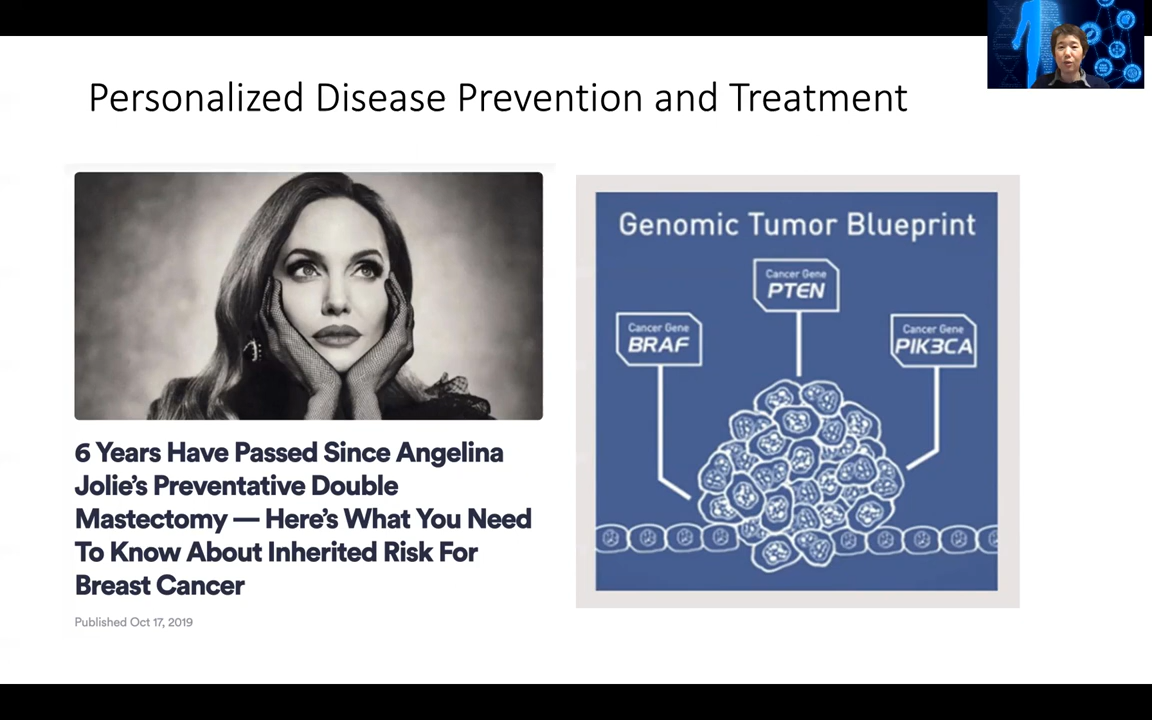 Personalized Disease Prevention and Treatment
6 Years Have Passed Since Angelina
Jolie’s Preventative Double
Mastectomy — Here’s What You Need
To Know About Inherited Risk For
Breast Cancer
Published Oct 17, 2019
Genomic Tumor Blueprint
Cancer Gene
PTEN
Cancer Gene
BRAF
Cancer Gene
PIK3CA